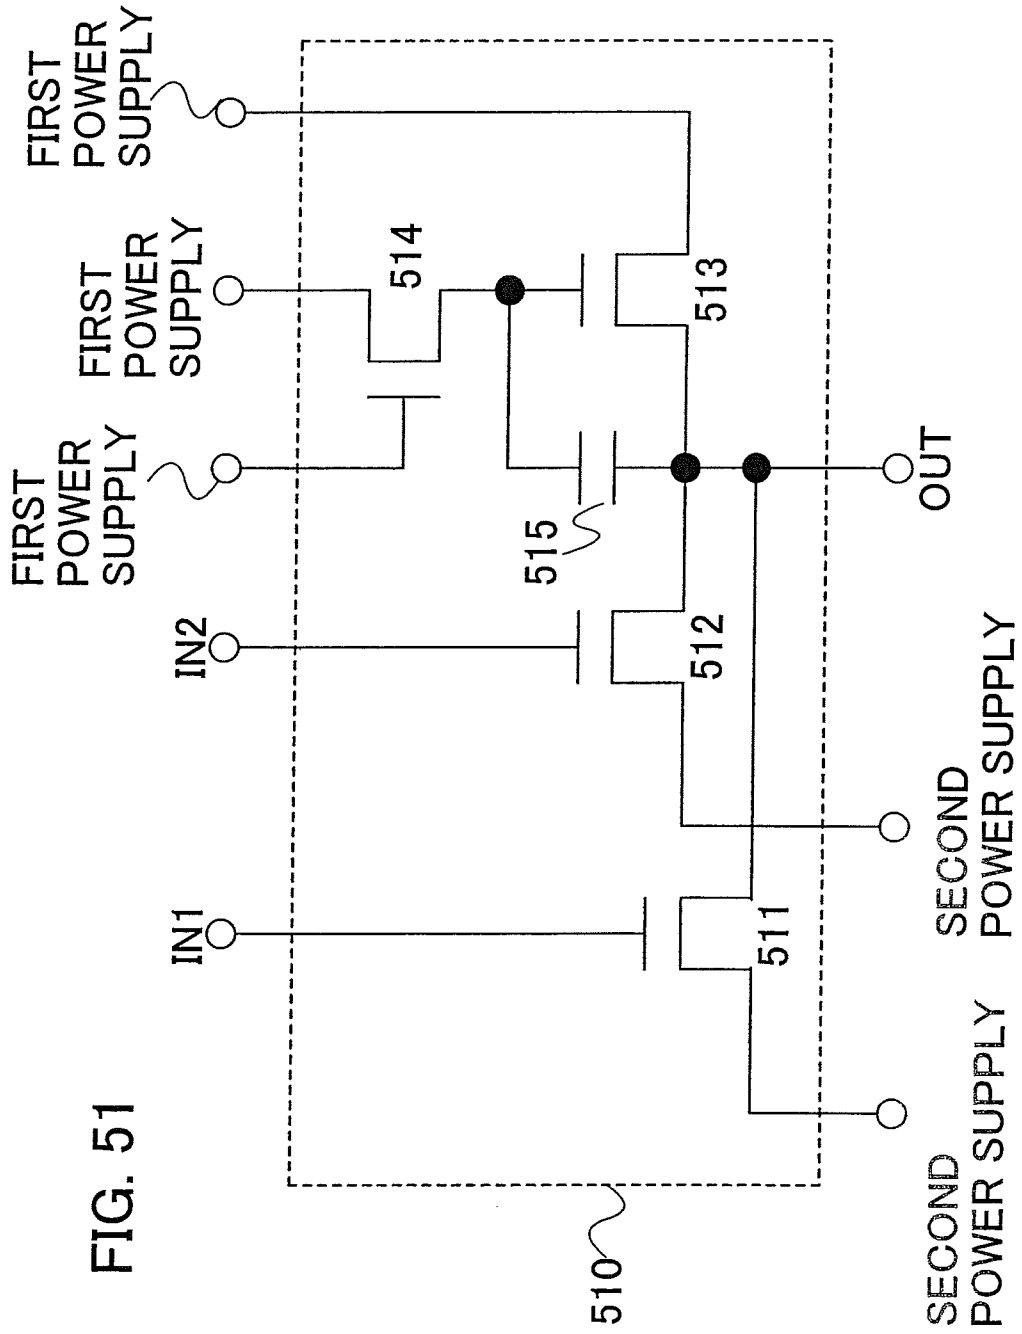 FIG. 51
IN1
IN2
FIRST
POWER
SUPPLY
FIRST
POWER
SUPPLY
FIRST
POWER
SUPPLY
514
515
510
511
512
513
SECOND
POWER SUPPLY
SECOND
POWER SUPPLY
OUT